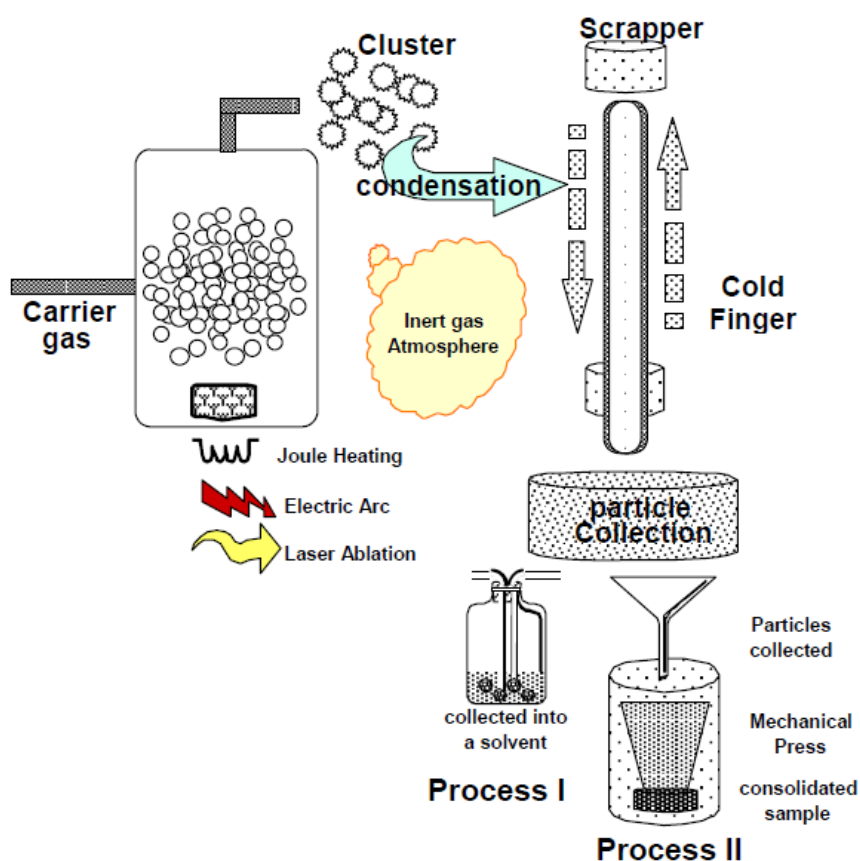 Cluster
Scrapper
condensation
Carrier
gas
Inert gas
Atmosphere
Cold
Finger
Joule Heating
Electric Arc
Laser Ablation
particle
Collection
Particles
collected
collected into
a solvent
Mechanical
Press
Process I
consolidated
sample
Process II